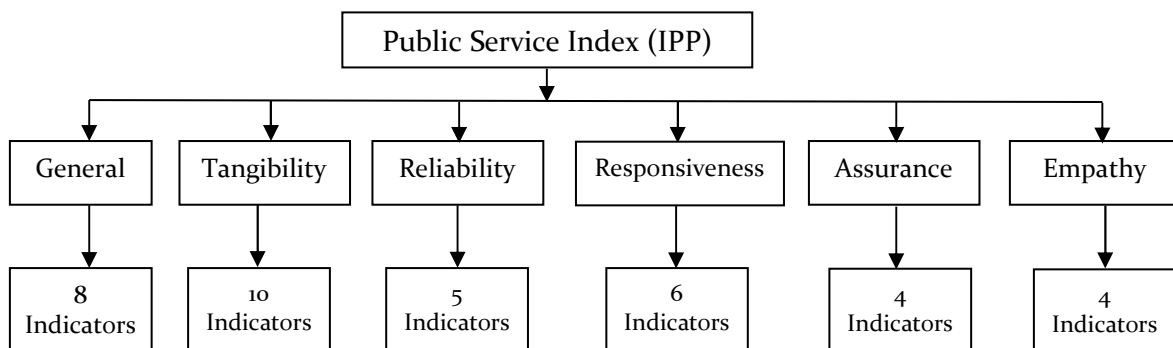 Public Service Index (IPP)
General
Tangibility
Reliability
Responsiveness
Assurance
Empathy
8
Indicators
10
Indicators
5
Indicators
6
Indicators
4
Indicators
4
Indicators